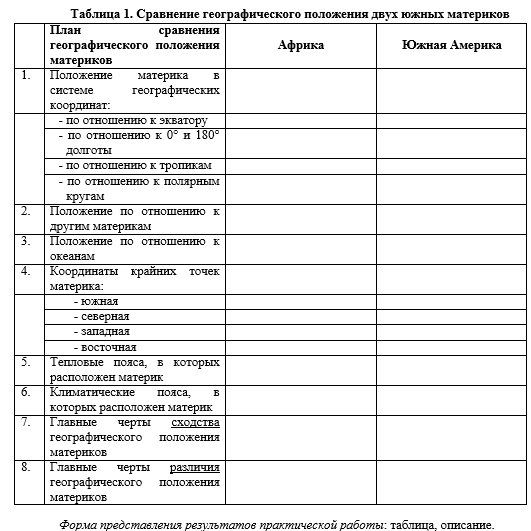 Таблица 1. Сравнение географического положения двух южных материков
План сравнения
географического положения
материков
Африка
Южная Америка
1.
Положение материка в
системе географических
координат:
- по отношению к экватору
- по отношению к 0° и 180°
долготы
- по отношению к тропикам
- по отношению к полярным
кругам
2.
Положение по отношению к
другим материкам
3.
Положение по отношению к
океанам
4.
Координаты крайних точек
материка:
- южная
- северная
- западная
- восточная
5.
Тепловые пояса, в которых
расположен материк
6.
Климатические пояса, в
которых расположен материк
7.
Главные черты сходства
географического положения
материков
8.
Главные черты различия
географического положения
материков
Форма представления результатов практической работы: таблица, описание.